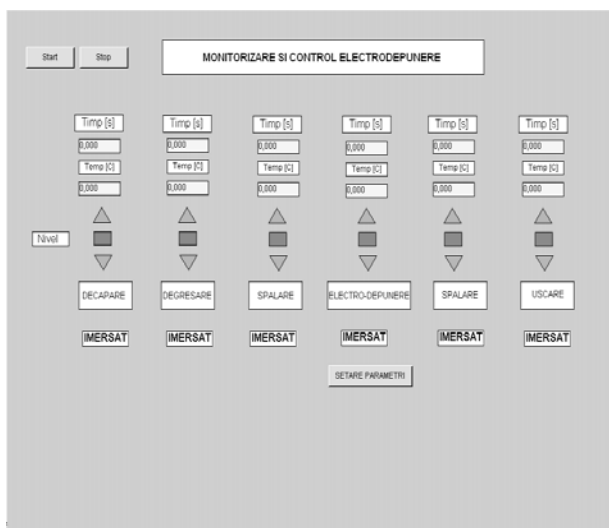 Start Stop MONITORIZARE SI CONTROL ELECTRODEPUNERE
Timp [s] Timp [s] Timp [s] Timp [s] Timp [s] Timp [s]
0,000 0,000 0,000 0,000 0,000 0,000
Temp [C] Temp [C] Temp [C] Temp [C] Temp [C] Temp [C]
0,000 0,000 0,000 0,000 0,000 0,000
Nivel
DECAPARE DEGRESARE SPALARE ELECTRO-DEPUNERE SPALARE USCARE
IMERSAT IMERSAT IMERSAT IMERSAT IMERSAT IMERSAT
SETARE PARAMETRI